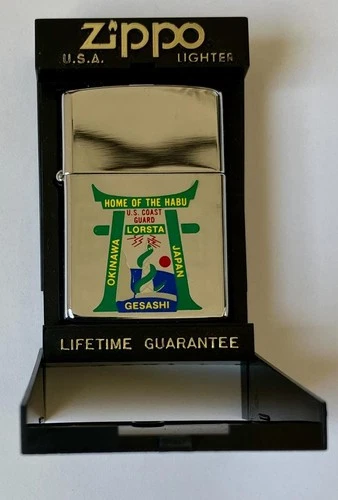 Zippo
U.S.A. LIGHTER
HOME OF THE HABU
U.S. COAST
GUARD
LORSTA
OKINAWA
JAPAN
GESASHI
LIFETIME GUARANTEE